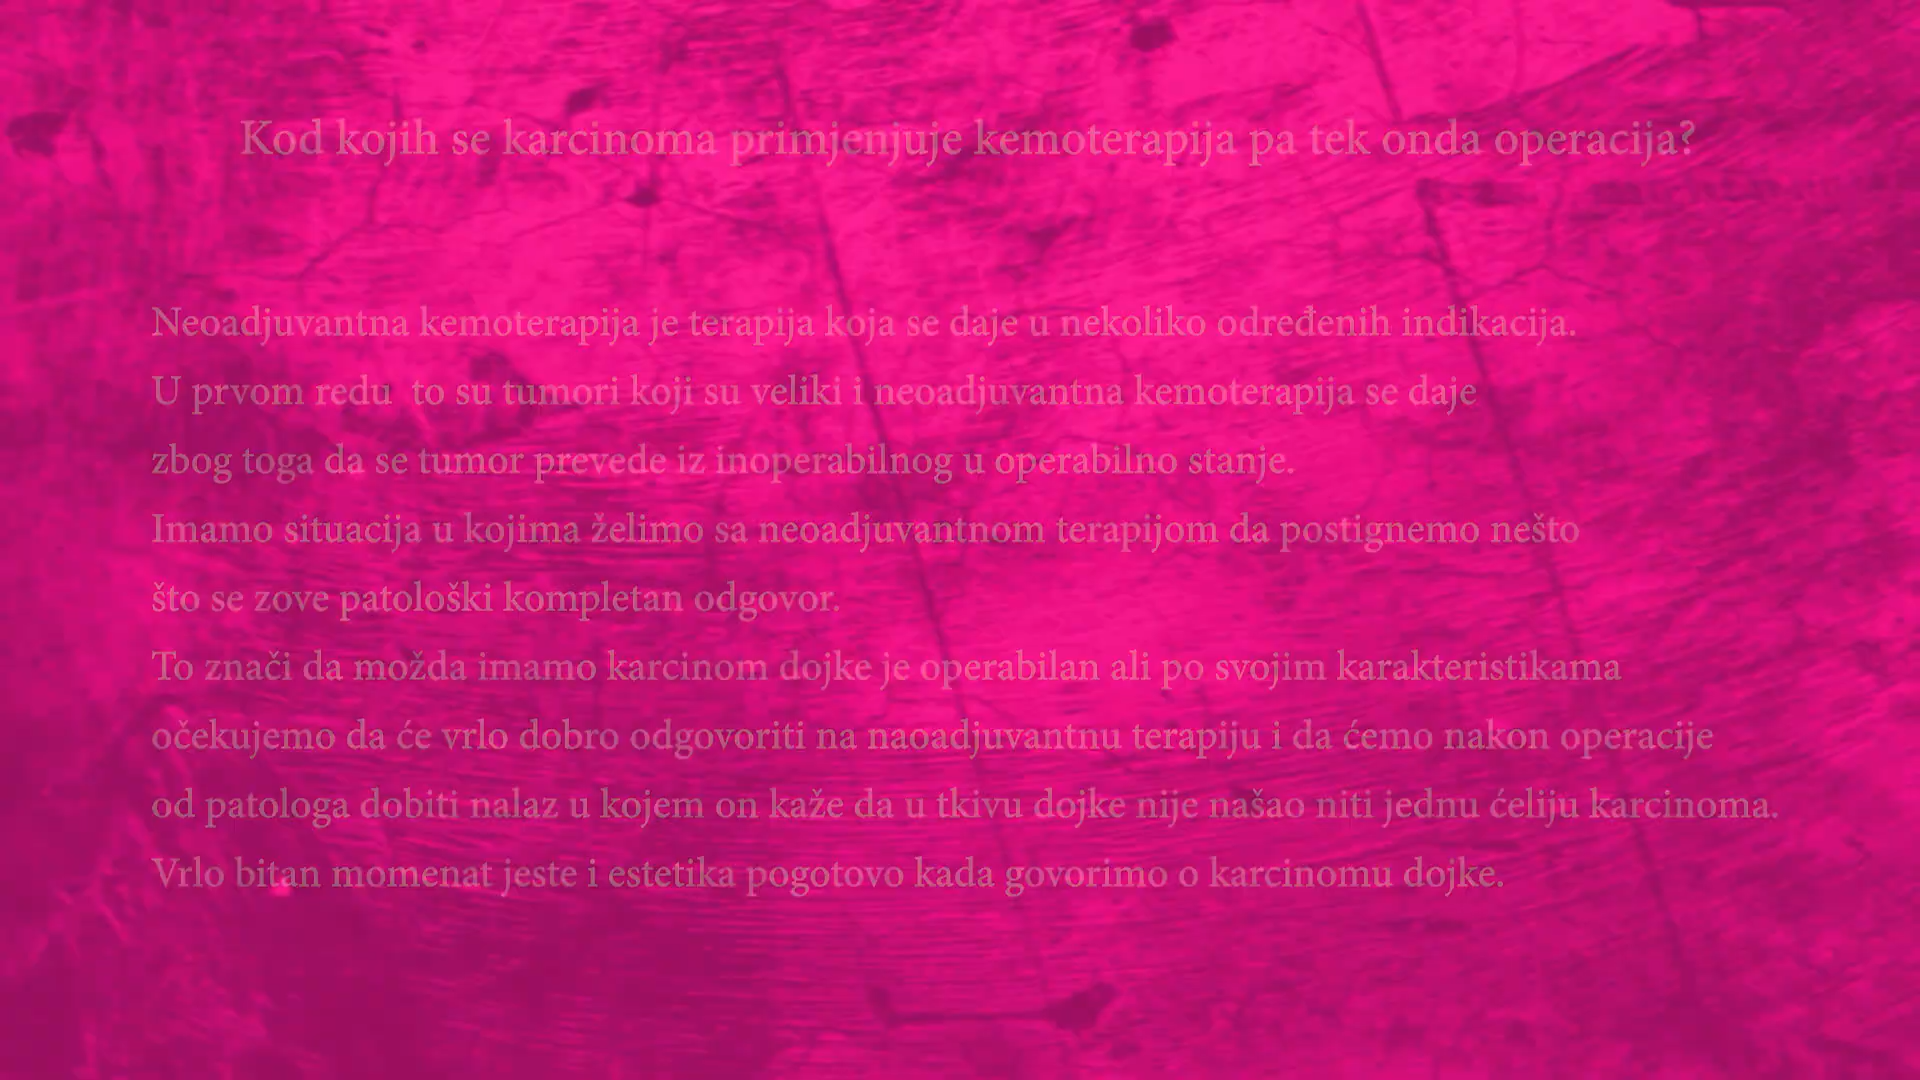 Kod kojih se karcinoma primjenjuje kemoterapija pa tek onda operacija?
Neoadjuvantna kemoterapija je terapija koja se daje u nekoliko određenih indikacija.
U prvom redu  to su tumori koji su veliki i neoadjuvantna kemoterapija se daje
zbog toga da se tumor prevede iz inoperabilnog u operabilno stanje.
Imamo situacija u kojima želimo sa neoadjuvantnom terapijom da postignemo nešto
što se zove patološki kompletan odgovor.
To znači da možda imamo karcinom dojke je operabilan ali po svojim karakteristikama
očekujemo da će vrlo dobro odgovoriti na naoadjuvantnu terapiju i da ćemo nakon operacije
od patologa dobiti nalaz u kojem on kaže da u tkivu dojke nije našao niti jednu ćeliju karcinoma.
Vrlo bitan momenat jeste i estetika pogotovo kada govorimo o karcinomu dojke.